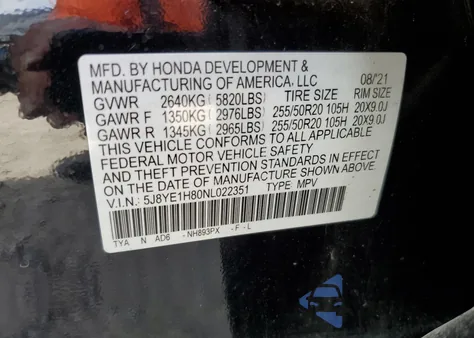 MFD. BY HONDA DEVELOPMENT &
MANUFACTURING OF AMERICA, LLC 08/'21
GVWR 2640KG ( 5820LBS) TIRE SIZE RIM SIZE
GAWR F 1350KG ( 2976LBS) 255/50R20 105H 20X9.0J
GAWR R 1345KG ( 2965LBS) 255/50R20 105H 20X9.0J
THIS VEHICLE CONFORMS TO ALL APPLICABLE
FEDERAL MOTOR VEHICLE SAFETY
AND THEFT PREVENTION STANDARDS IN EFFECT
ON THE DATE OF MANUFACTURE SHOWN ABOVE.
V.I.N: 5J8YE1H80NL022351 TYPE: MPV
TYA N AD6 -NH893PX -F-L